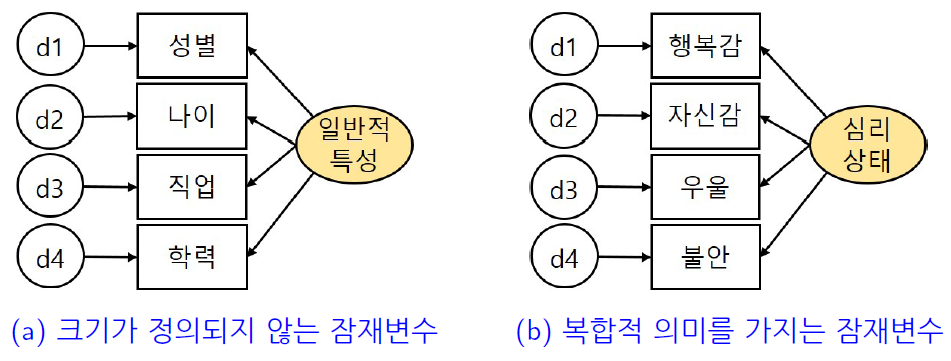 d1
성별
d2
나이
d3
직업
d4
학력
일반적
특성
(a) 크기가 정의되지 않는 잠재변수
d1
행복감
d2
자신감
d3
우울
d4
불안
심리
상태
(b) 복합적 의미를 가지는 잠재변수